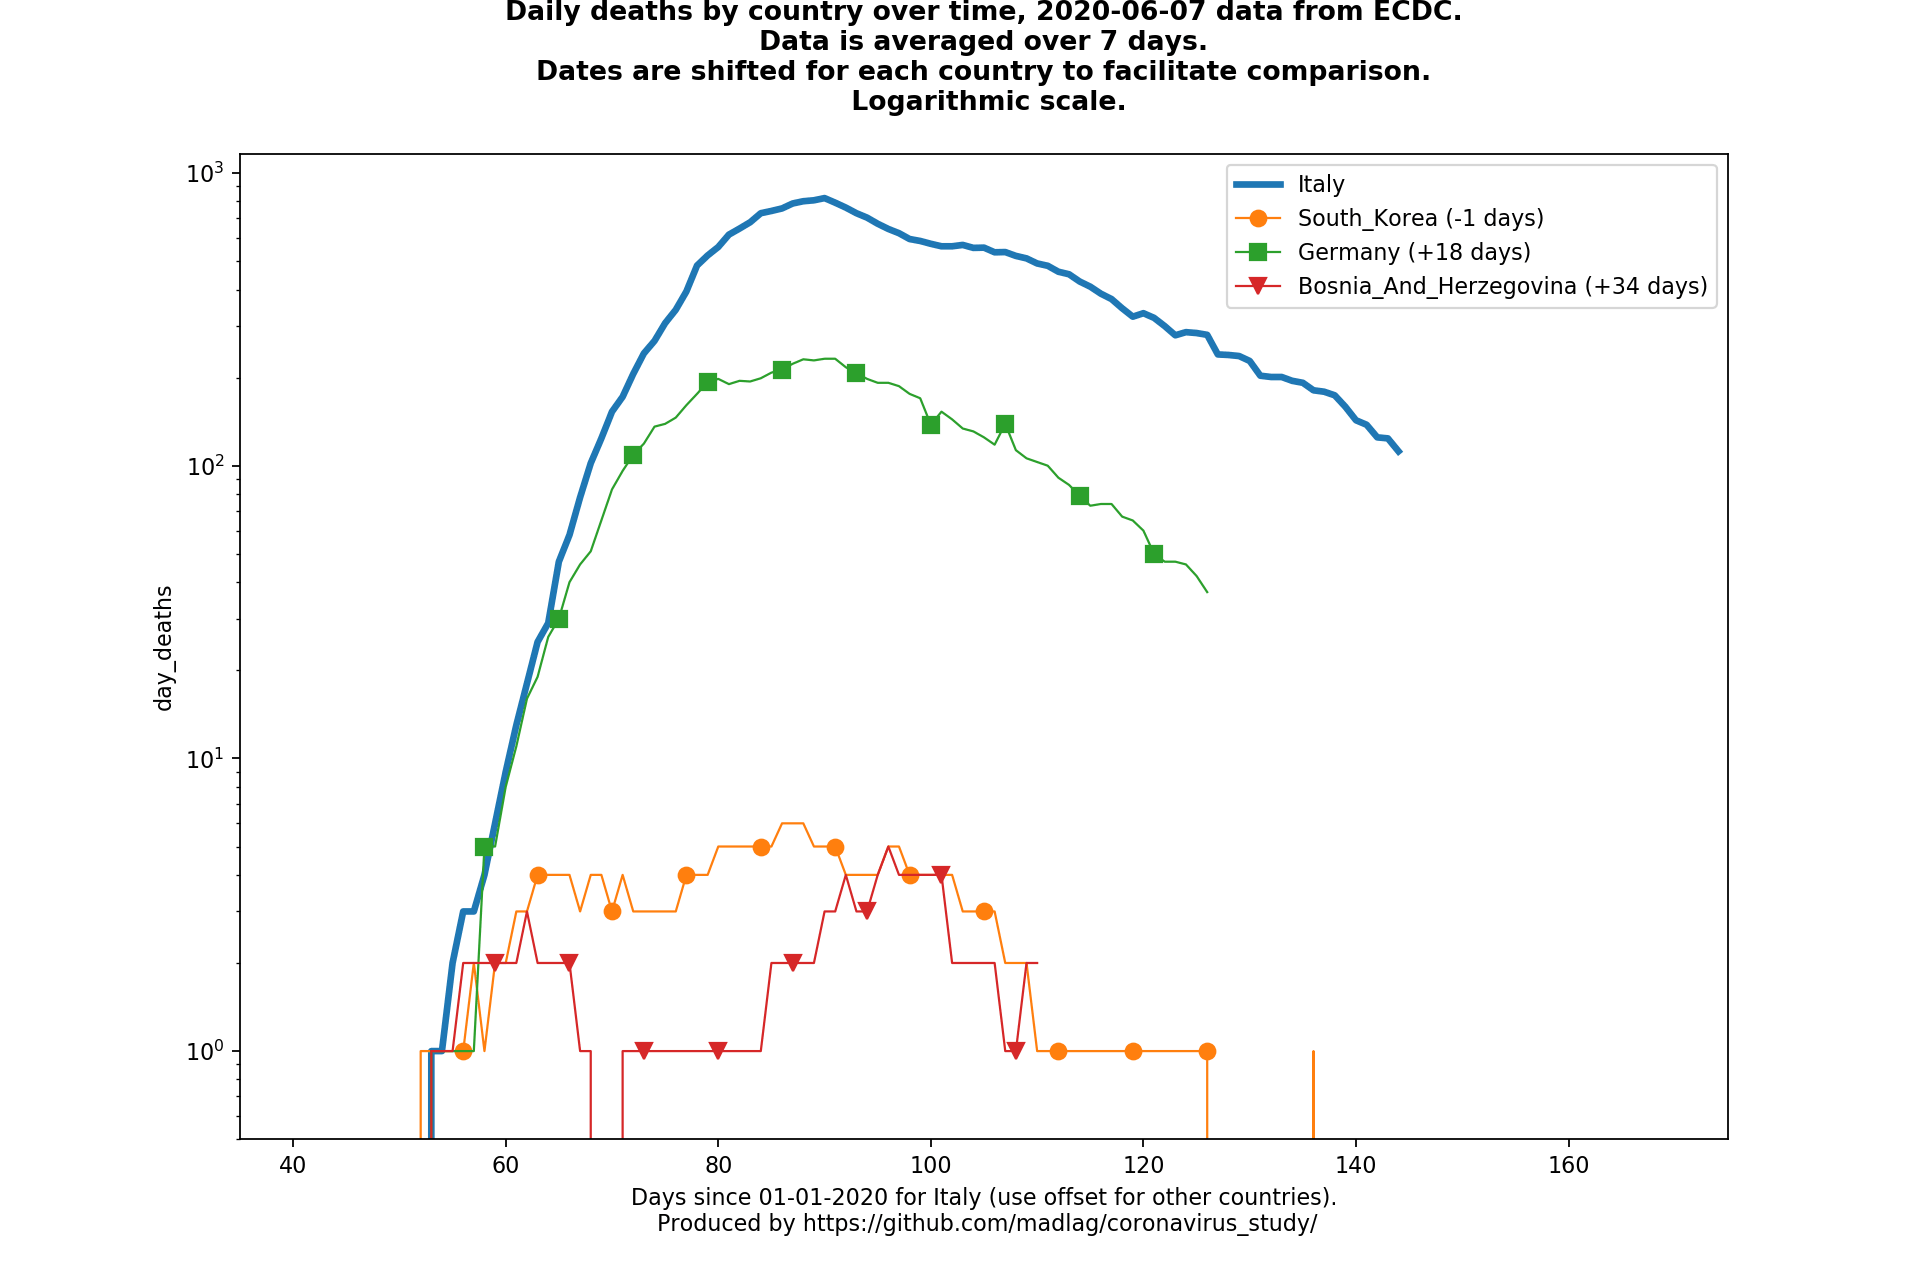 Daily deaths by country over time, 2020-06-07 data from ECDC.
Data is averaged over 7 days.
Dates are shifted for each country to facilitate comparison.
Logarithmic scale.
10³
10²
10¹
10⁰
day_deaths
Italy
South_Korea (-1 days)
Germany (+18 days)
Bosnia_And_Herzegovina (+34 days)
40 60 80 100 120 140 160
Days since 01-01-2020 for Italy (use offset for other countries).
Produced by https://github.com/madlag/coronavirus_study/